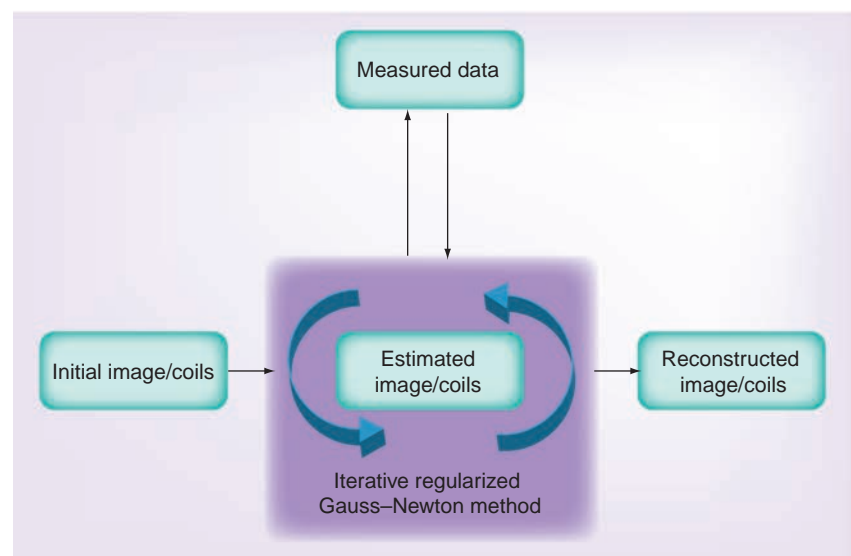 Measured data
Initial image/coils
Estimated
image/coils
Reconstructed
image/coils
Iterative regularized
Gauss–Newton method